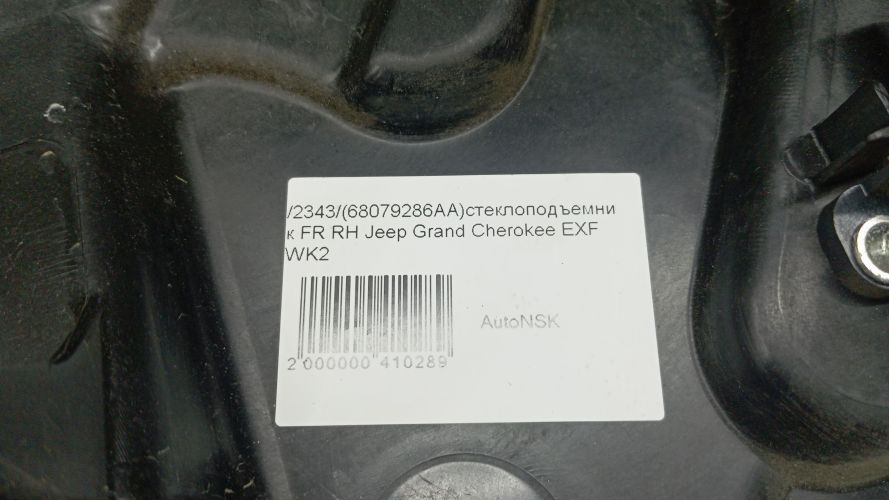 /2343/(68079286AA)стеклоподъемни
к FR RH Jeep Grand Cherokee EXF
WK2
AutoNSK
2 000000 410289